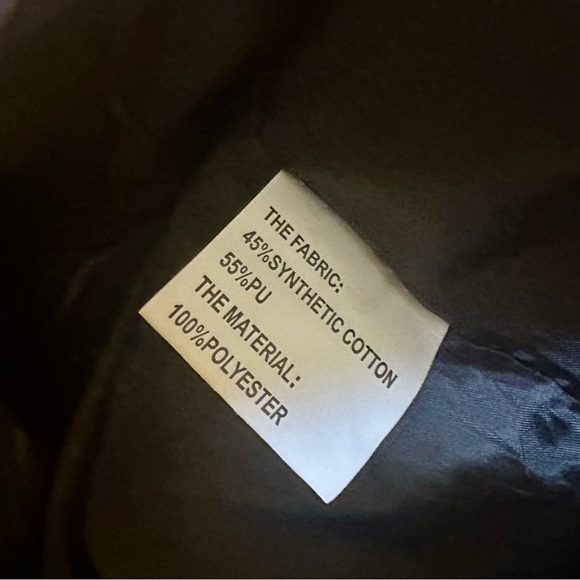 THE FABRIC:
45%SYNTHETIC COTTON
55%PU
THE MATERIAL:
100%POLYESTER